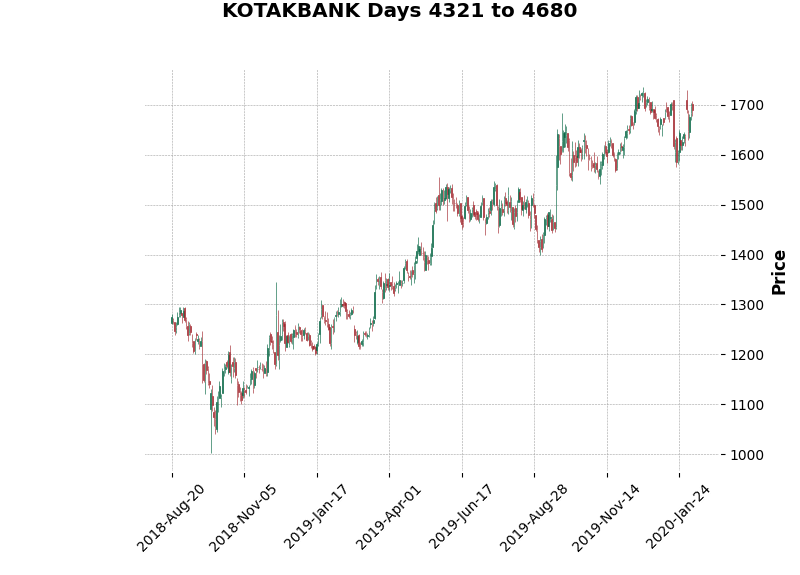 KOTAKBANK Days 4321 to 4680
1700
1600
1500
1400
1300
1200
1100
1000
Price
2018-Aug-20
2018-Nov-05
2019-Jan-17
2019-Apr-01
2019-Jun-17
2019-Aug-28
2019-Nov-14
2020-Jan-24